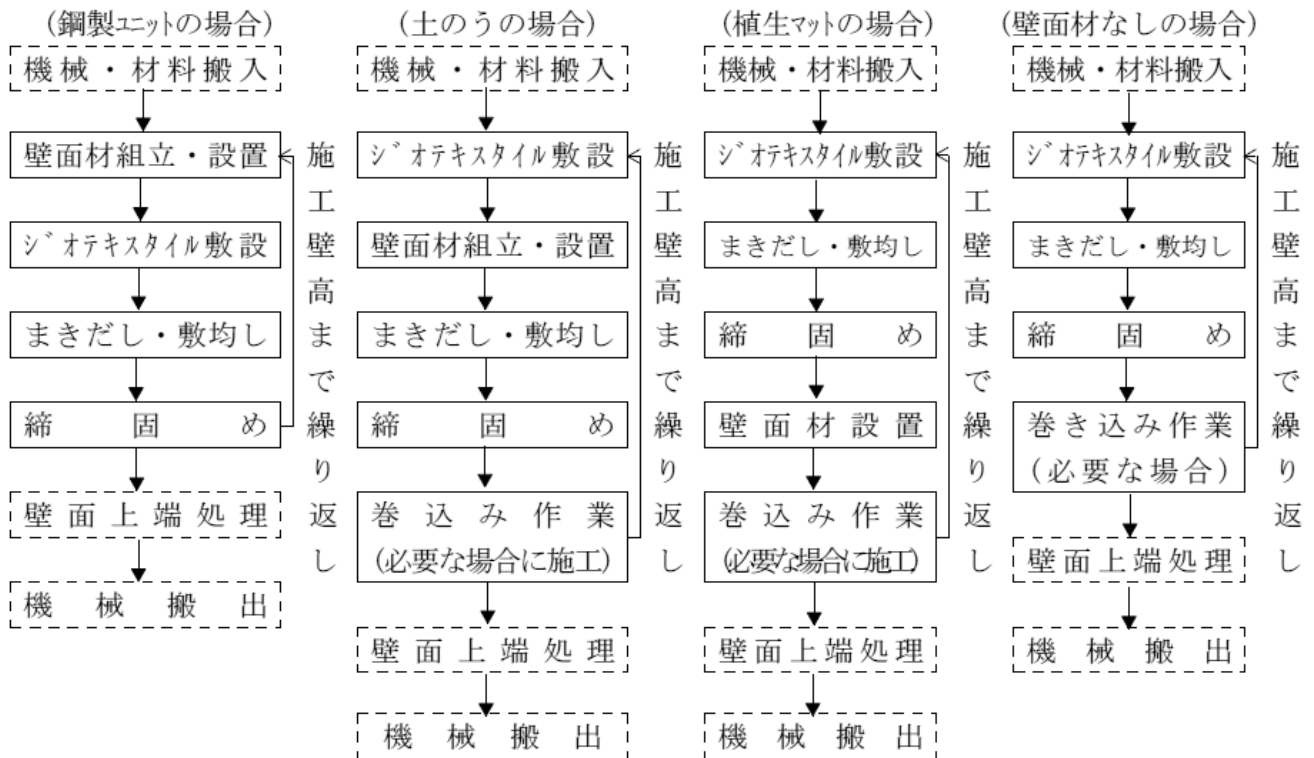 (鋼製ユニットの場合)
機械・材料搬入
壁面材組立・設置
ジオテキスタイル敷設
まきだし・敷均し
締固め
壁面上端処理
機械搬出
施工壁高まで繰り返し
(土のうの場合)
機械・材料搬入
ジオテキスタイル敷設
壁面材組立・設置
まきだし・敷均し
締固め
巻込み作業
(必要な場合に施工)
壁面上端処理
機械搬出
施工壁高まで繰り返し
(植生マットの場合)
機械・材料搬入
ジオテキスタイル敷設
まきだし・敷均し
締固め
壁面材設置
巻込み作業
(必要な場合に施工)
壁面上端処理
機械搬出
施工壁高まで繰り返し
(壁面材なしの場合)
機械・材料搬入
ジオテキスタイル敷設
まきだし・敷均し
締固め
巻き込み作業
(必要な場合)
壁面上端処理
機械搬出
施工壁高まで繰り返し